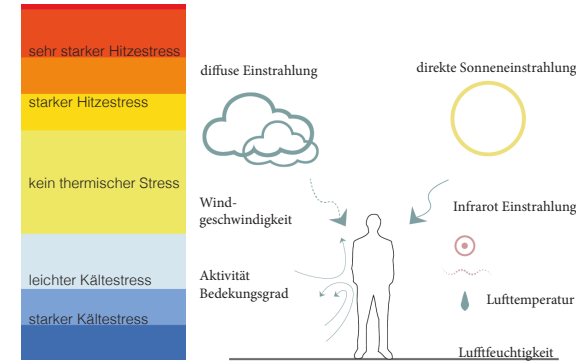 sehr starker Hitzestress
starker Hitzestress
kein thermischer Stress
leichter Kältestress
starker Kältestress
diffuse Einstrahlung
direkte Sonneneinstrahlung
Wind-
geschwindigkeit
Infrarot Einstrahlung
Aktivität
Bedekungsgrad
Lufttemperatur
Lufftfeuchtigkeit